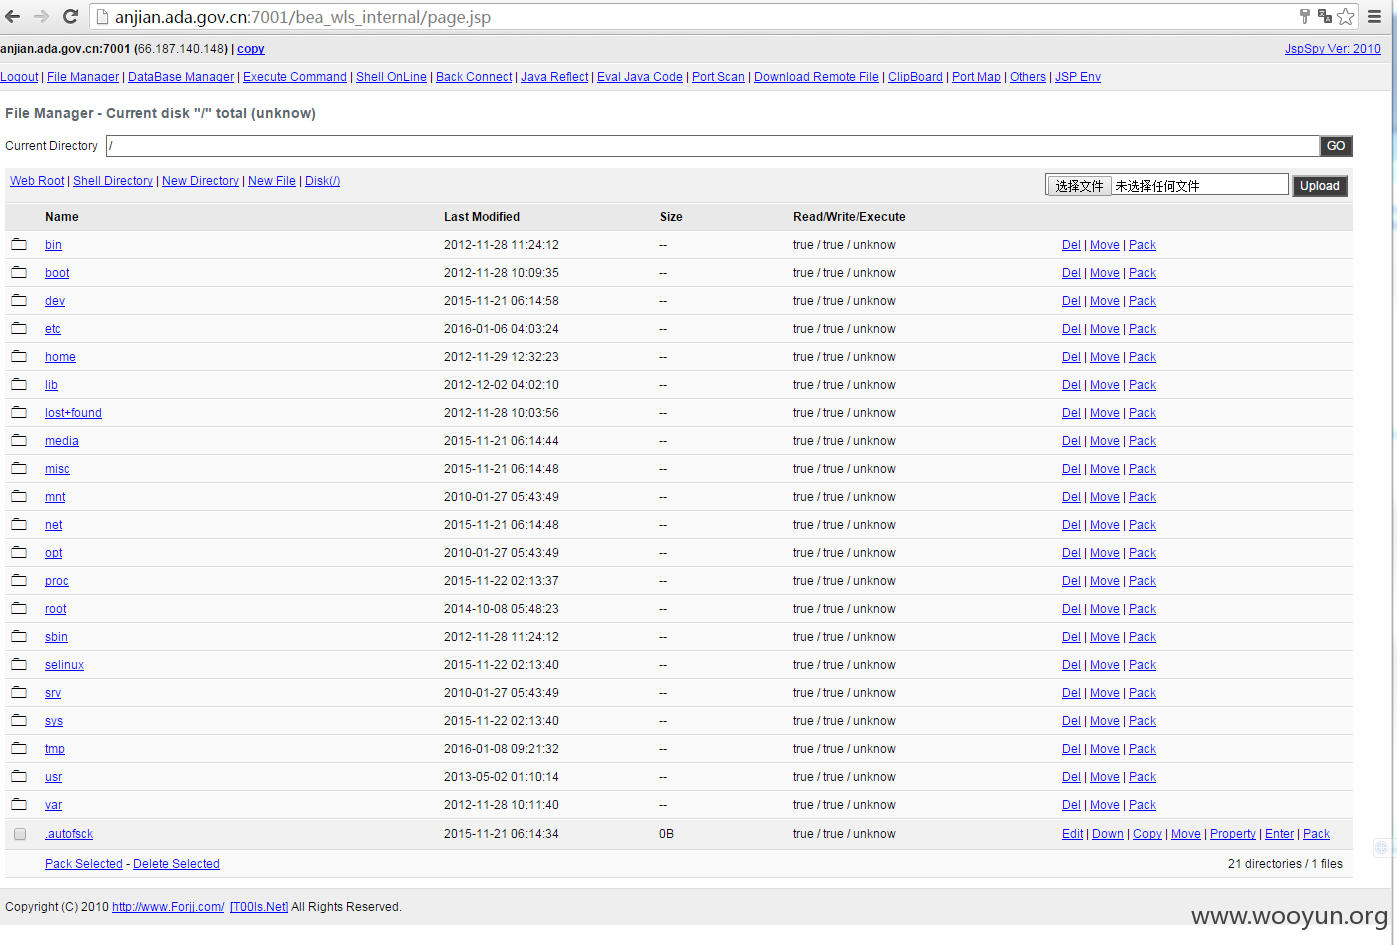 anjian.ada.gov.cn:7001/bea_wls_internal/page.jsp
anjian.ada.gov.cn:7001 (66.187.140.148) | copy JspSpy Ver: 2010
Logout | File Manager | DataBase Manager | Execute Command | Shell OnLine | Back Connect | Java Reflect | Eval Java Code | Port Scan | Download Remote File | ClipBoard | Port Map | Others | JSP Env
File Manager - Current disk "/" total (unknow)
Current Directory / GO
Web Root | Shell Directory | New Directory | New File | Disk(/) 选择文件 未选择任何文件 Upload
Name Last Modified Size Read/Write/Execute
bin 2012-11-28 11:24:12 -- true / true / unknow Del | Move | Pack
boot 2012-11-28 10:09:35 -- true / true / unknow Del | Move | Pack
dev 2015-11-21 06:14:58 -- true / true / unknow Del | Move | Pack
etc 2016-01-06 04:03:24 -- true / true / unknow Del | Move | Pack
home 2012-11-29 12:32:23 -- true / true / unknow Del | Move | Pack
lib 2012-12-02 04:02:10 -- true / true / unknow Del | Move | Pack
lost+found 2012-11-28 10:03:56 -- true / true / unknow Del | Move | Pack
media 2015-11-21 06:14:44 -- true / true / unknow Del | Move | Pack
misc 2015-11-21 06:14:48 -- true / true / unknow Del | Move | Pack
mnt 2010-01-27 05:43:49 -- true / true / unknow Del | Move | Pack
net 2015-11-21 06:14:48 -- true / true / unknow Del | Move | Pack
opt 2010-01-27 05:43:49 -- true / true / unknow Del | Move | Pack
proc 2015-11-22 02:13:37 -- true / true / unknow Del | Move | Pack
root 2014-10-08 05:48:23 -- true / true / unknow Del | Move | Pack
sbin 2012-11-28 11:24:12 -- true / true / unknow Del | Move | Pack
selinux 2015-11-22 02:13:40 -- true / true / unknow Del | Move | Pack
srv 2010-01-27 05:43:49 -- true / true / unknow Del | Move | Pack
sys 2015-11-22 02:13:40 -- true / true / unknow Del | Move | Pack
tmp 2016-01-08 09:21:32 -- true / true / unknow Del | Move | Pack
usr 2013-05-02 01:10:14 -- true / true / unknow Del | Move | Pack
var 2012-11-28 10:11:40 -- true / true / unknow Del | Move | Pack
.autofsck 2015-11-21 06:14:34 0B true / true / unknow Edit | Down | Copy | Move | Property | Enter | Pack
Pack Selected - Delete Selected 21 directories / 1 files
Copyright (C) 2010 http://www.Forjj.com/ [T00ls.Net] All Rights Reserved.
www.wooyun.org